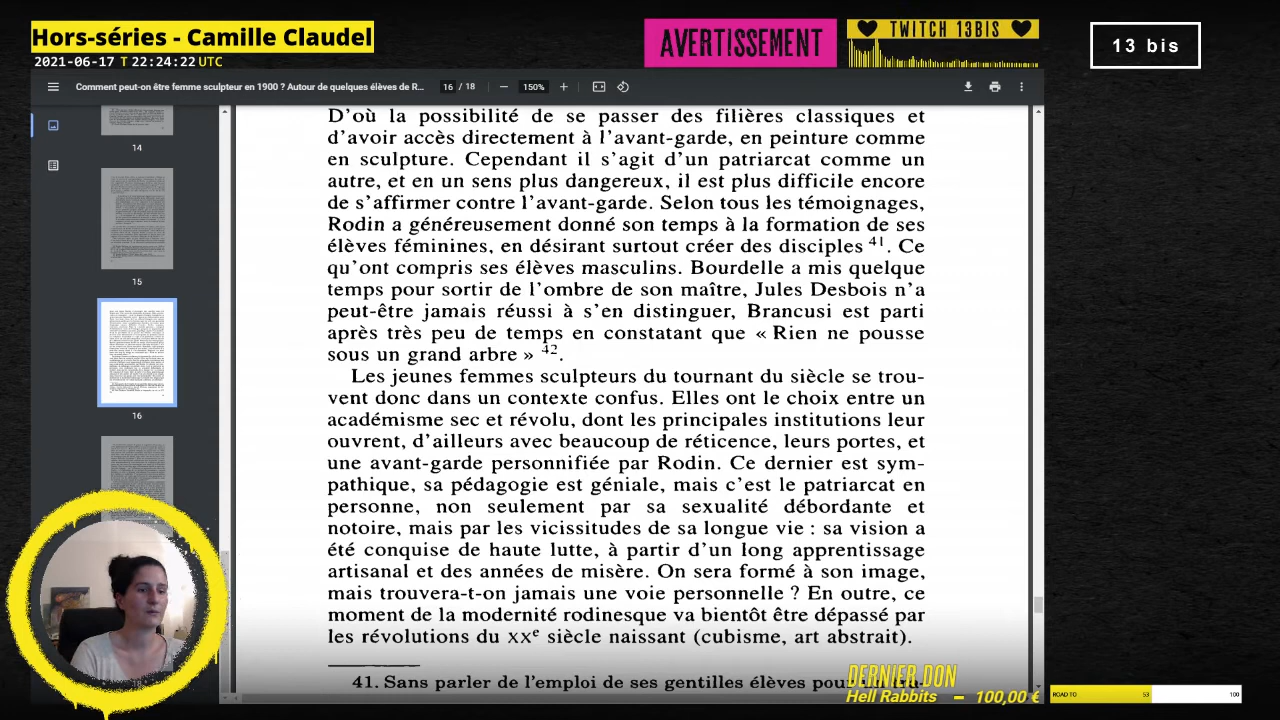 Hors-séries - Camille Claudel
2021-06-17 T 22:24:22 UTC
AVERTISSEMENT
TWITCH 13BIS
13 bis
Comment peut-on être femme sculpteur en 1900 ? Autour de quelques élèves de R...
16 / 18
150%
14
15
16
D'où la possibilité de se passer des filières classiques et
d'avoir accès directement à l'avant-garde, en peinture comme
en sculpture. Cependant il s'agit d'un patriarcat comme un
autre, et en un sens plus dangereux, il est plus difficile encore
de s'affirmer contre l'avant-garde. Selon tous les témoignages,
Rodin a généreusement donné son temps à la formation de ses
élèves féminines, en désirant surtout créer des disciples 41. Ce
qu'ont compris ses élèves masculins. Bourdelle a mis quelque
temps pour sortir de l'ombre de son maître, Jules Desbois n'a
peut-être jamais réussi à s'en distinguer, Brancusi est parti
après très peu de temps en constatant que « Rien ne pousse
sous un grand arbre » 42.
Les jeunes femmes sculpteurs du tournant du siècle se trou-
vent donc dans un contexte confus. Elles ont le choix entre un
académisme sec et révolu, dont les principales institutions leur
ouvrent, d'ailleurs avec beaucoup de réticence, leurs portes, et
une avant-garde personnifiée par Rodin. Ce dernier est sym-
pathique, sa pédagogie est géniale, mais c'est le patriarcat en
personne, non seulement par sa sexualité débordante et
notoire, mais par les vicissitudes de sa longue vie : sa vision a
été conquise de haute lutte, à partir d'un long apprentissage
artisanal et des années de misère. On sera formé à son image,
mais trouvera-t-on jamais une voie personnelle ? En outre, ce
moment de la modernité rodinesque va bientôt être dépassé par
les révolutions du XXe siècle naissant (cubisme, art abstrait).
41. Sans parler de l'emploi de ses gentilles élèves pour
DERNIER DON
Hell Rabbits - 100,00 €
ROAD TO 53 100